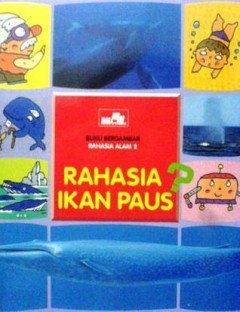 BUKU BERGAMBAR
RAHASIA ALAM 2
RAHASIA ?
IKAN PAUS